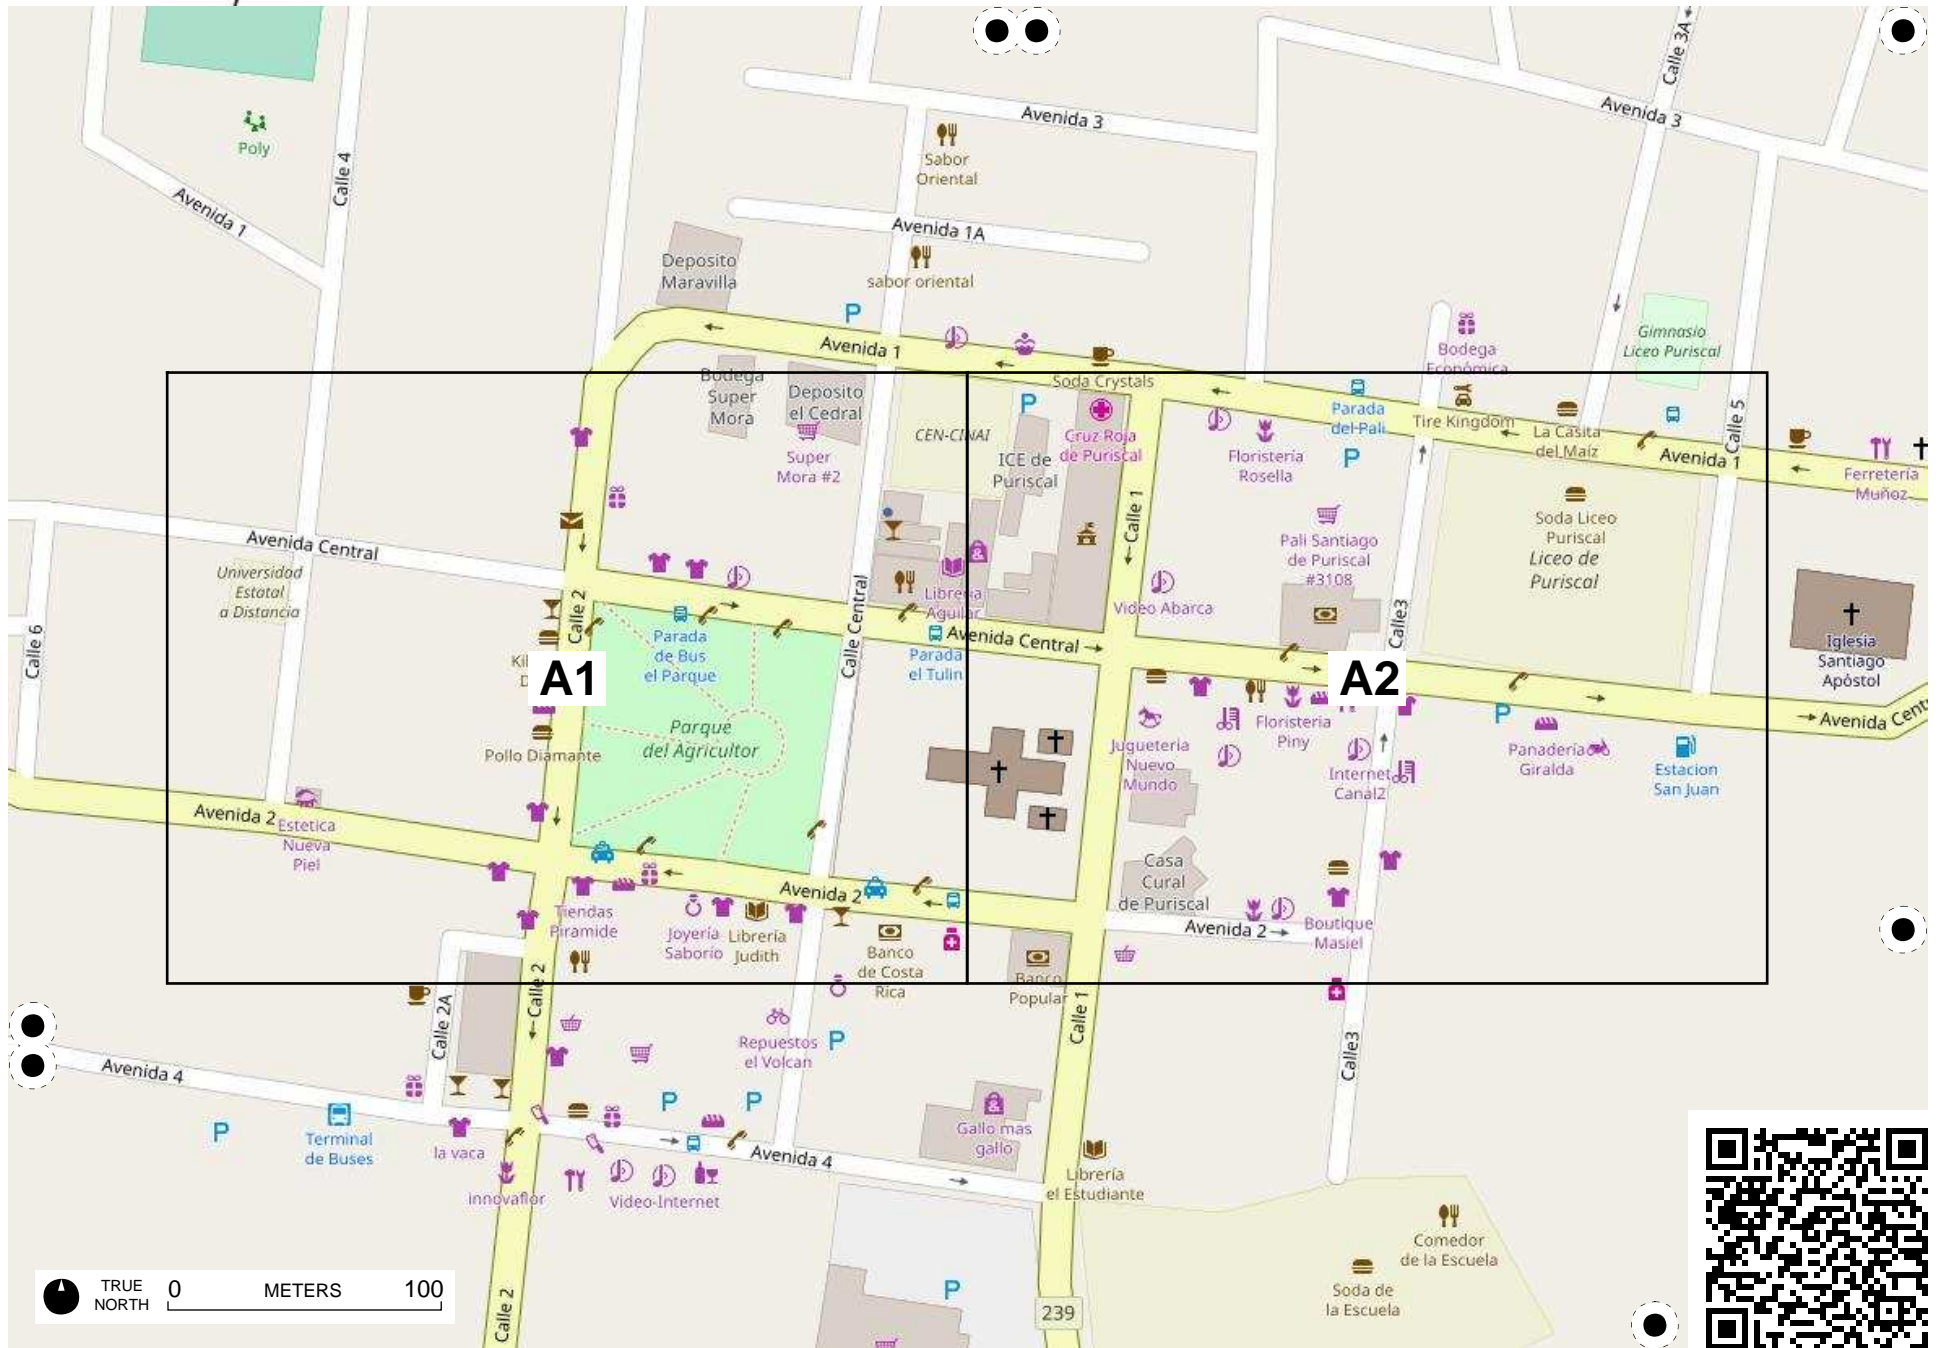 Calle 3A
Avenida 3
Avenida 3
Poly
Calle 4
Sabor
Oriental
Avenida 1
Avenida 1A
Deposito
Maravilla
sabor oriental
Gimnasio
Liceo Puriscal
Bodega
Económica
Avenida 1
Soda Crystals
Bodega
Super
Mora
Deposito
el Cedral
Parada
del Pali
Tire Kingdom
La Casita
del Maíz
Calle 5
CEN-CINAI
Cruz Roja
de Puriscal
Super
Mora #2
ICE de
Puriscal
Floristería
Rosella
Avenida 1
Ferretería
Muñoz
Calle 1
Soda Liceo
Puriscal
Liceo de
Puriscal
Pali Santiago
de Puriscal
#3108
Avenida Central
Universidad
Estatal
a Distancia
Librería
Aguilar
Video Abarca
Calle 2
Calle Central
Calle3
Calle 6
Parada
de Bus
el Parque
Parada
el Tulin
Avenida Central
Iglesia
Santiago
Apóstol
A1
A2
Parque
del Agricultor
Pollo Diamante
Jugueteria
Nuevo
Mundo
Floristeria
Piny
Internet
Canal2
Panadería
Giralda
Estacion
San Juan
Avenida Cent
Avenida 2
Estetica
Nueva
Piel
Casa
Cural
de Puriscal
Avenida 2
Tiendas
Piramide
Joyería
Saborío
Librería
Judith
Banco
de Costa
Rica
Avenida 2
Boutique
Masiel
Banco
Popular
Calle 2
Calle 2A
Calle 1
Calle3
Repuestos
el Volcan
Avenida 4
Terminal
de Buses
la vaca
Gallo mas
gallo
Avenida 4
innovaflor
Video-Internet
Librería
el Estudiante
Comedor
de la Escuela
Soda de
la Escuela
TRUE
NORTH
0 METERS 100
Calle 2
239